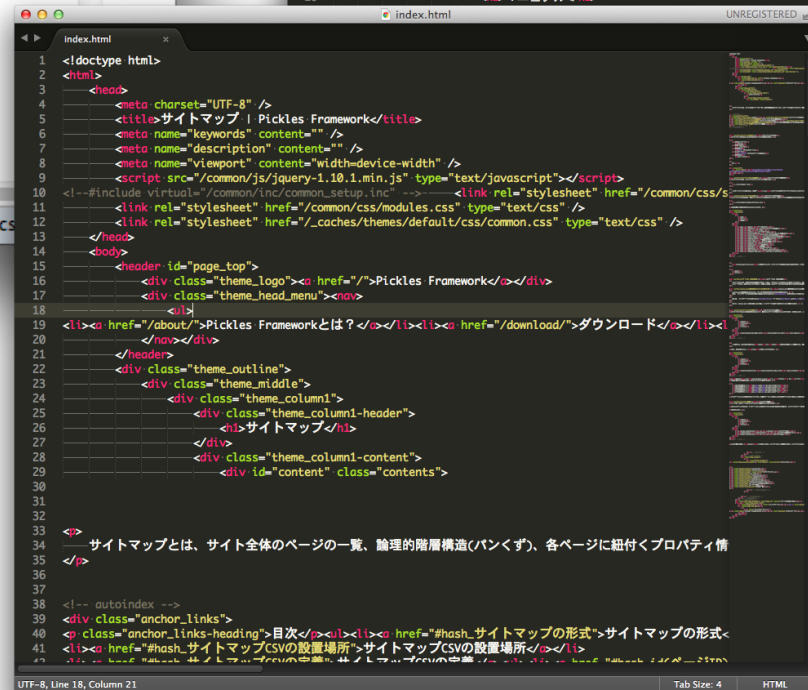 index.html
UNREGISTERED
index.html
1 <!doctype html>
2 <html>
3 <head>
4 <meta charset="UTF-8" />
5 <title>サイトマップ | Pickles Framework</title>
6 <meta name="keywords" content="" />
7 <meta name="description" content="" />
8 <meta name="viewport" content="width=device-width" />
9 <script src="/common/js/jquery-1.10.1.min.js" type="text/javascript"></script>
10 <!--#include virtual="/common/inc/common_setup.inc" --> <link rel="stylesheet" href="/common/css/s
11 <link rel="stylesheet" href="/common/css/modules.css" type="text/css" />
12 <link rel="stylesheet" href="/_caches/themes/default/css/common.css" type="text/css" />
13 </head>
14 <body>
15 <header id="page_top">
16 <div class="theme_logo"><a href="/">Pickles Framework</a></div>
17 <div class="theme_head_menu"><nav>
18 <ul>
19 <li><a href="/about/">Pickles Frameworkとは？</a></li><li><a href="/download/">ダウンロード</a></li><l
20 </nav></div>
21 </header>
22 <div class="theme_outline">
23 <div class="theme_middle">
24 <div class="theme_column1">
25 <div class="theme_column1-header">
26 <h1>サイトマップ</h1>
27 </div>
28 <div class="theme_column1-content">
29 <div id="content" class="contents">
30
31
32
33 <p>
34 サイトマップとは、サイト全体のページの一覧、論理的階層構造(パンくず)、各ページに紐付くプロパティ情
35 </p>
36
37
38 <!-- autoindex -->
39 <div class="anchor_links">
40 <p class="anchor_links-heading">目次</p><ul><li><a href="#hash_サイトマップの形式">サイトマップの形式<
41 <li><a href="#hash_サイトマップCSVの設置場所">サイトマップCSVの設置場所</a></li>
UTF-8, Line 18, Column 21
Tab Size: 4
HTML